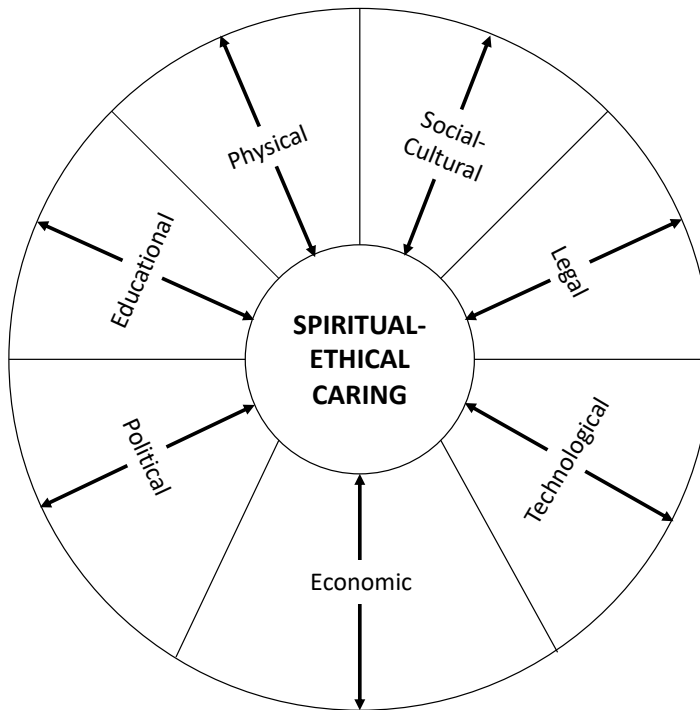 Physical
Social-
Cultural
Educational
Legal
SPIRITUAL-
ETHICAL
CARING
Political
Technological
Economic